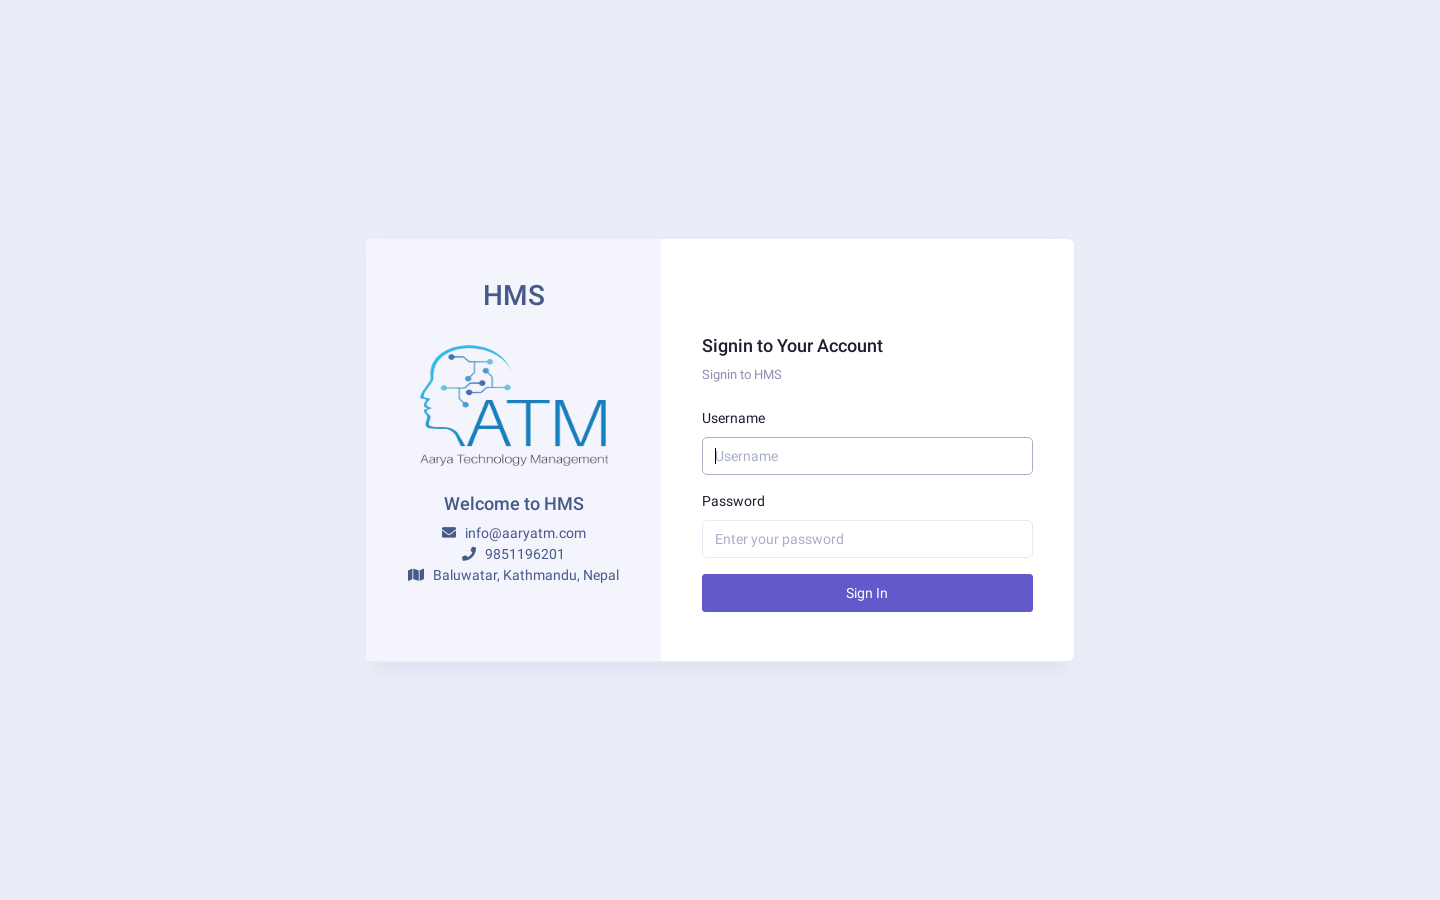 HMS
ATM
Aarya Technology Management
Welcome to HMS
info@aaryatm.com
9851196201
Baluwatar, Kathmandu, Nepal
Signin to Your Account
Signin to HMS
Username
Username
Password
Enter your password
Sign In